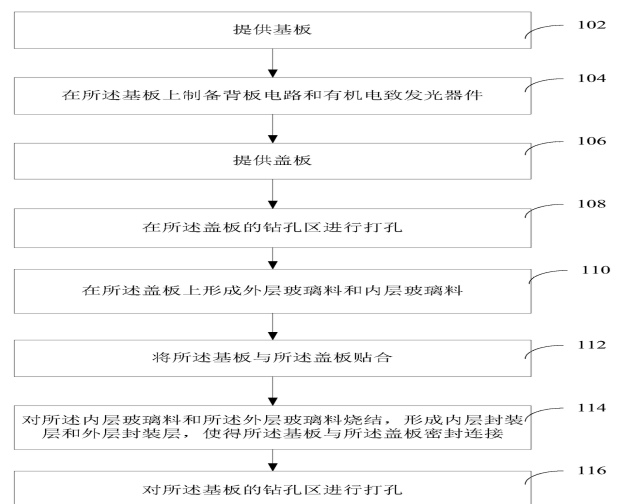 提供基板
102
在所述基板上制备背板电路和有机电致发光器件
104
提供盖板
106
在所述盖板的钻孔区进行打孔
108
在所述盖板上形成外层玻璃料和内层玻璃料
110
将所述基板与所述盖板贴合
112
对所述内层玻璃料和所述外层玻璃料烧结，形成内层封装
层和外层封装层，使得所述基板与所述盖板密封连接
114
对所述基板的钻孔区进行打孔
116